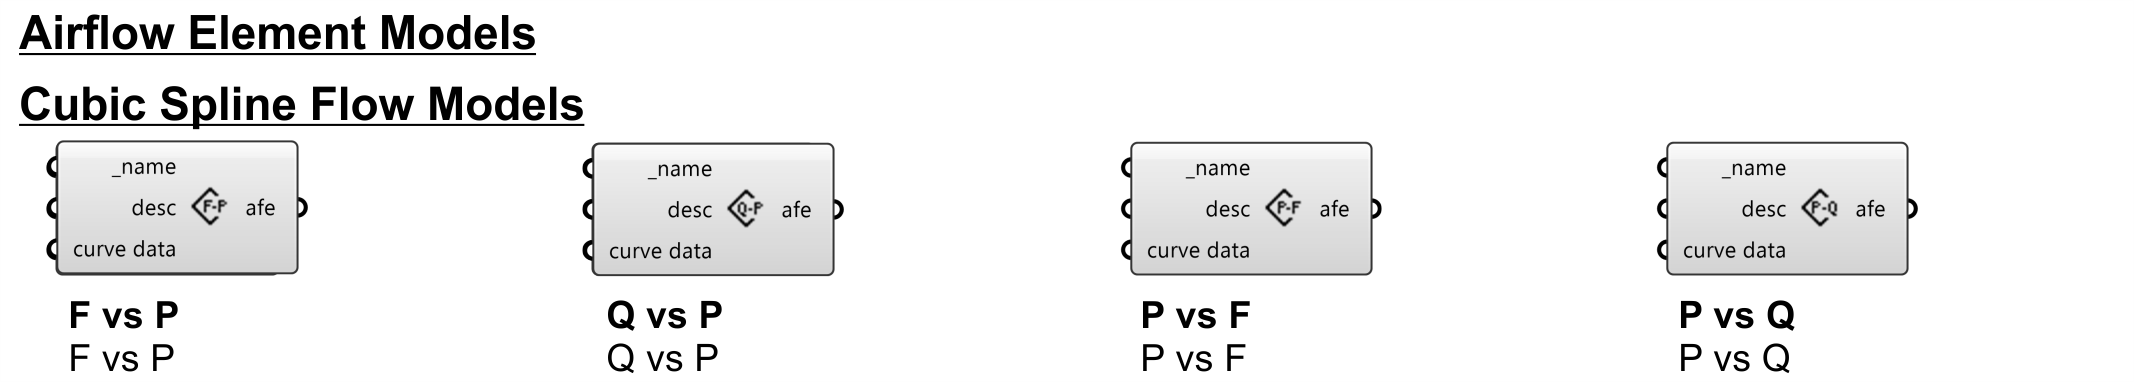 Airflow Element Models
Cubic Spline Flow Models
_name
desc F-P afe
curve data
F vs P
F vs P
_name
desc Q-P afe
curve data
Q vs P
Q vs P
_name
desc P-F afe
curve data
P vs F
P vs F
_name
desc P-Q afe
curve data
P vs Q
P vs Q